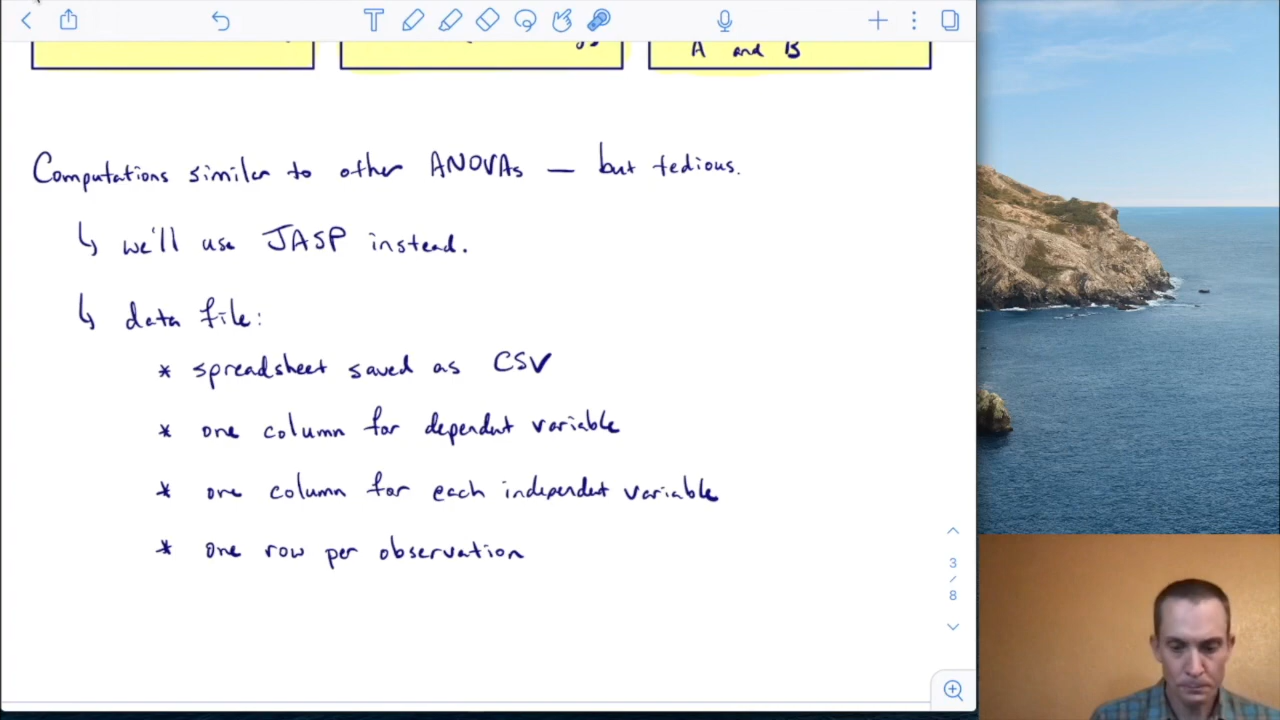 A and B
Computations similar to other ANOVAs — but tedious.
↳ we'll use JASP instead.
↳ data file:
* spreadsheet saved as CSV
* one column for dependent variable
* one column for each independent variable
* one row per observation
3
/
8